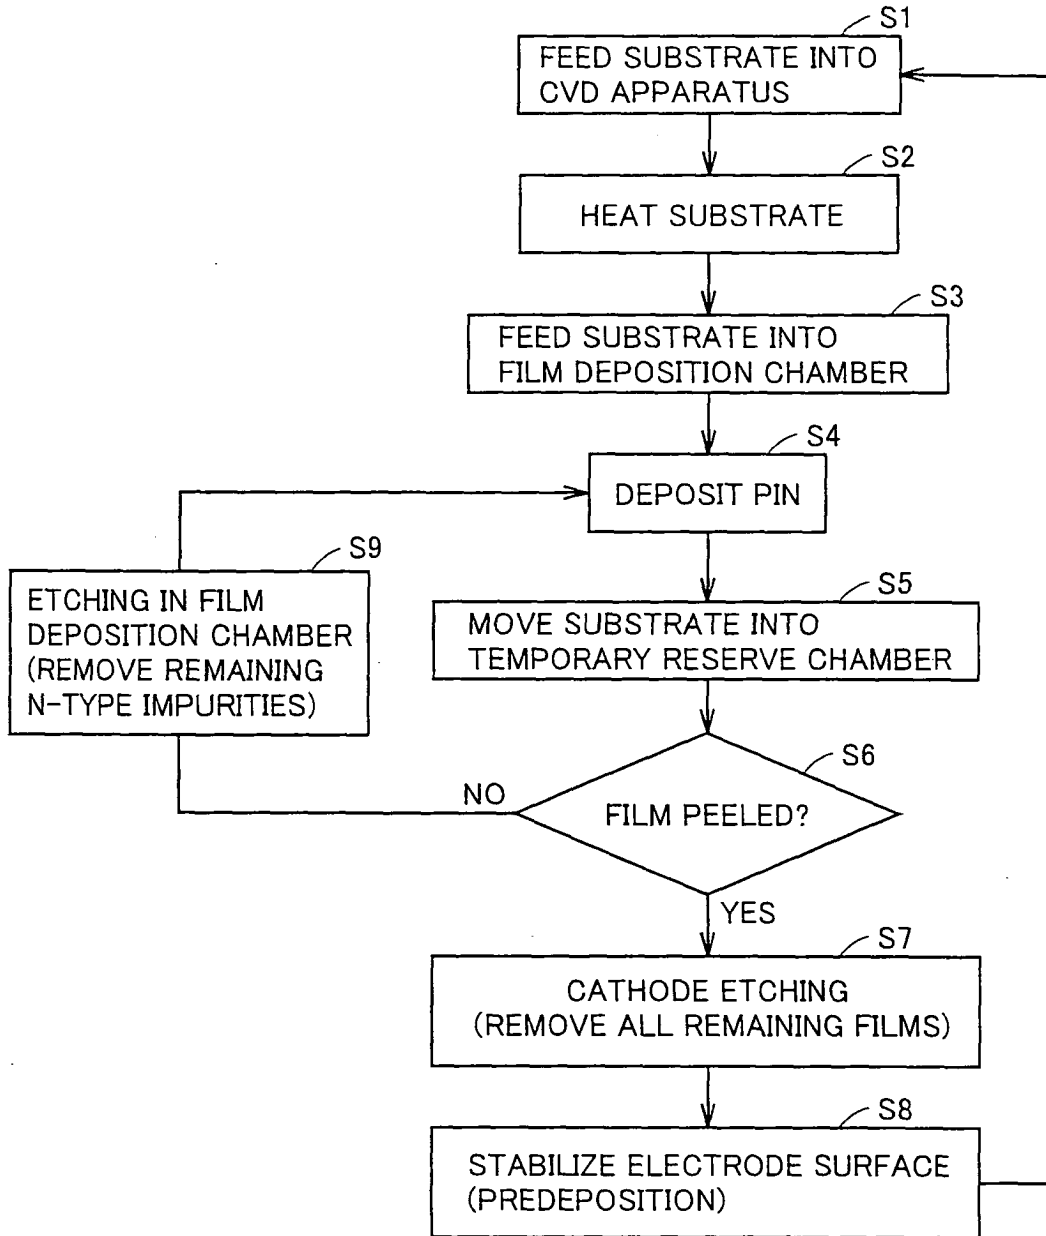 S1
FEED SUBSTRATE INTO
CVD APPARATUS
S2
HEAT SUBSTRATE
S3
FEED SUBSTRATE INTO
FILM DEPOSITION CHAMBER
S4
DEPOSIT PIN
S9
ETCHING IN FILM
DEPOSITION CHAMBER
(REMOVE REMAINING
N-TYPE IMPURITIES)
S5
MOVE SUBSTRATE INTO
TEMPORARY RESERVE CHAMBER
S6
FILM PEELED?
NO
YES
S7
CATHODE ETCHING
(REMOVE ALL REMAINING FILMS)
S8
STABILIZE ELECTRODE SURFACE
(PREDEPOSITION)